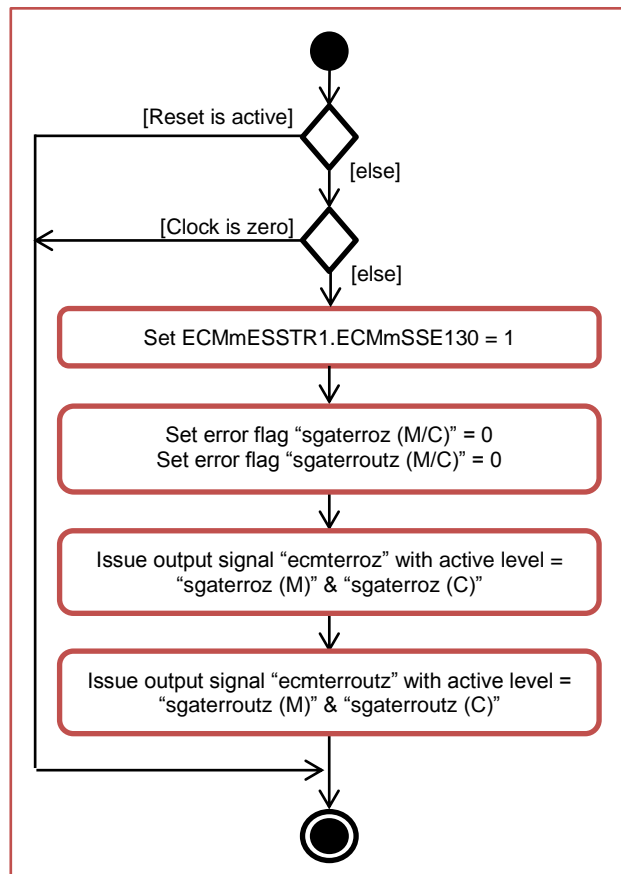 [Reset is active]
[else]
[Clock is zero]
[else]
Set ECMmESSTR1.ECMmSSE130 = 1
Set error flag “sgaterroz (M/C)” = 0
Set error flag “sgaterroutz (M/C)” = 0
Issue output signal “ecmterroz” with active level =
“sgaterroz (M)” & “sgaterroz (C)”
Issue output signal “ecmterroutz” with active level =
“sgaterroutz (M)” & “sgaterroutz (C)”